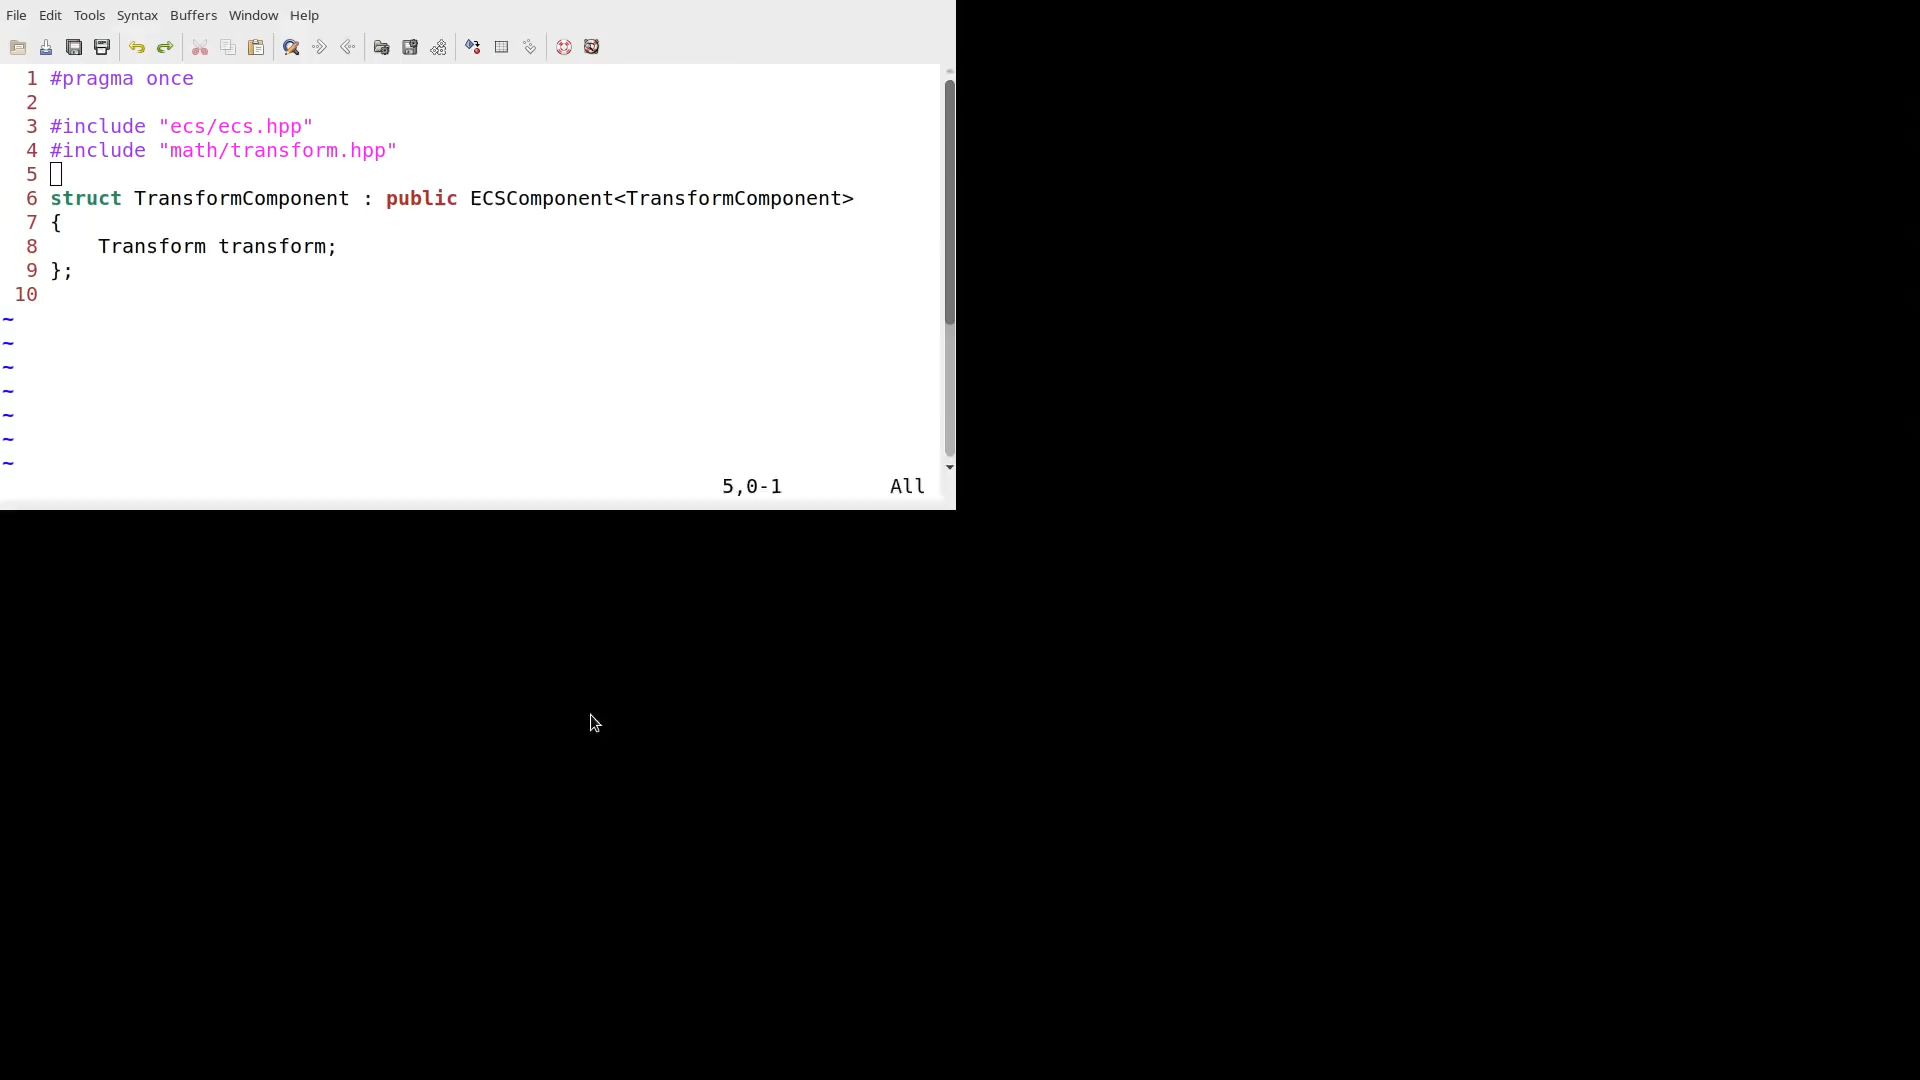 File Edit Tools Syntax Buffers Window Help
1 #pragma once
2
3 #include "ecs/ecs.hpp"
4 #include "math/transform.hpp"
5
6 struct TransformComponent : public ECSComponent<TransformComponent>
7 {
8     Transform transform;
9 };
10
~
~
~
~
~
~
~
5,0-1 All